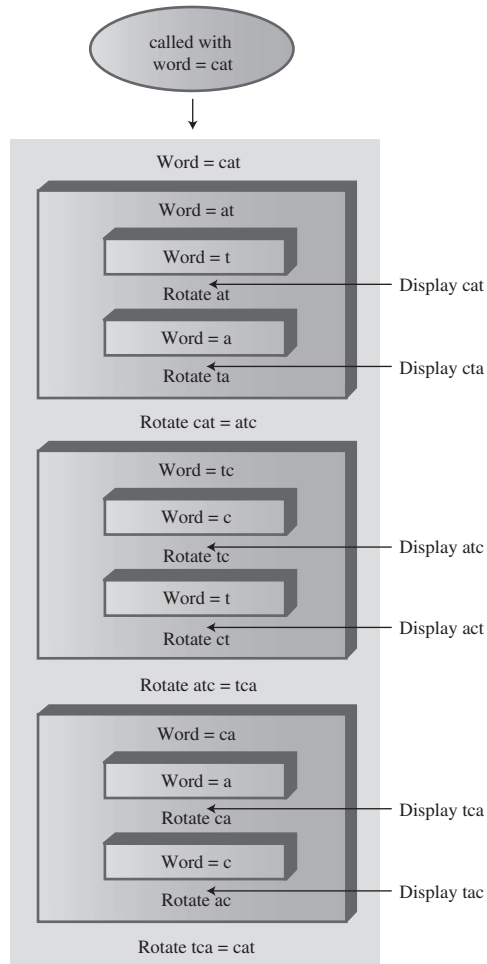 called with
word = cat
Word = cat
Word = at
Word = t
Display cat
Rotate at
Word = a
Display cta
Rotate ta
Rotate cat = atc
Word = tc
Word = c
Display atc
Rotate tc
Word = t
Display act
Rotate ct
Rotate atc = tca
Word = ca
Word = a
Display tca
Rotate ca
Word = c
Display tac
Rotate ac
Rotate tca = cat